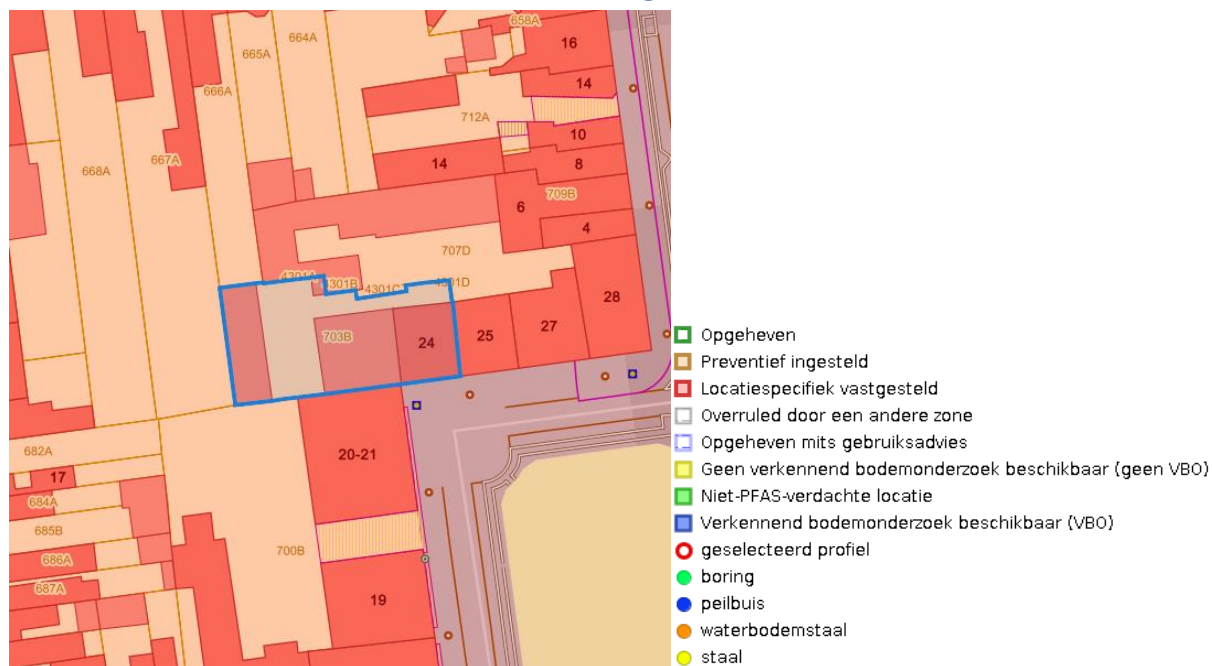 658A
664A
16
665A
14
666A
712A
10
667A
14
8
668A
709B
6
4
707D
4301A
4301B
4301C
4301D
28
27
25
24
703B
682A
20-21
17
684A
685B
700B
686A
687A
19
Opgeheven
Preventief ingesteld
Locatiespecifiek vastgesteld
Overruled door een andere zone
Opgeheven mits gebruiksadvies
Geen verkennend bodemonderzoek beschikbaar (geen VBO)
Niet-PFAS-verdachte locatie
Verkennend bodemonderzoek beschikbaar (VBO)
geselecteerd profiel
boring
peilbuis
waterbodemstaal
staal